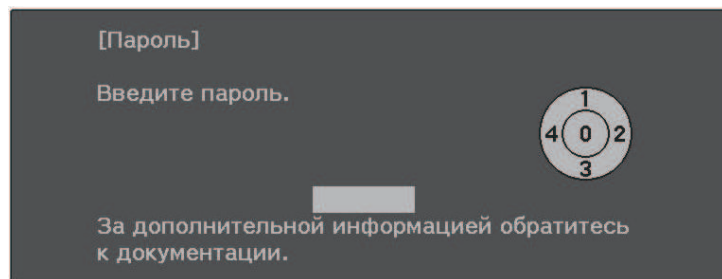 [Пароль]
Введите пароль.
1
4 0 2
3
За дополнительной информацией обратитесь
к документации.